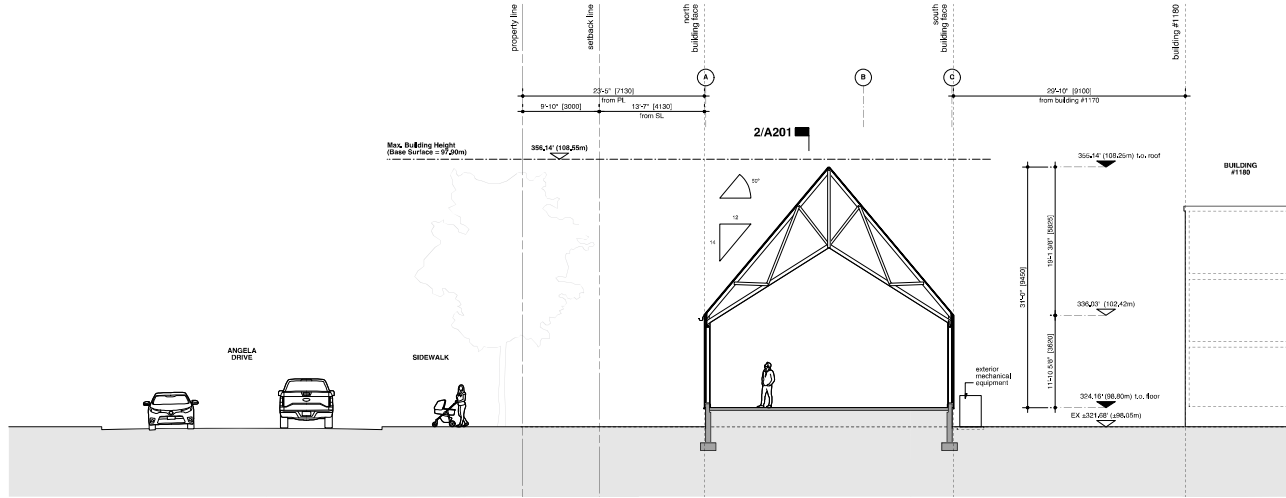 property line
setback line
north
building face
south
building face
building #1180
A
B
C
23'-5" [7130]
from PL
9'-10" [3000]
13'-7" [4130]
from SL
29'-10" [9100]
from building #1170
2/A201
Max. Building Height
(Base Surface = 97.90m)
356.14' (108.55m)
355.14' (108.25m) t.o. roof
BUILDING
#1180
50°
12
14
19'-1 3/8" [5825]
31'-0" [9450]
336.03' (102.42m)
11'-10 5/8" [3620]
ANGELA
DRIVE
SIDEWALK
exterior
mechanical
equipment
324.16' (98.80m) t.o. floor
EX ±321.68' (±98.05m)